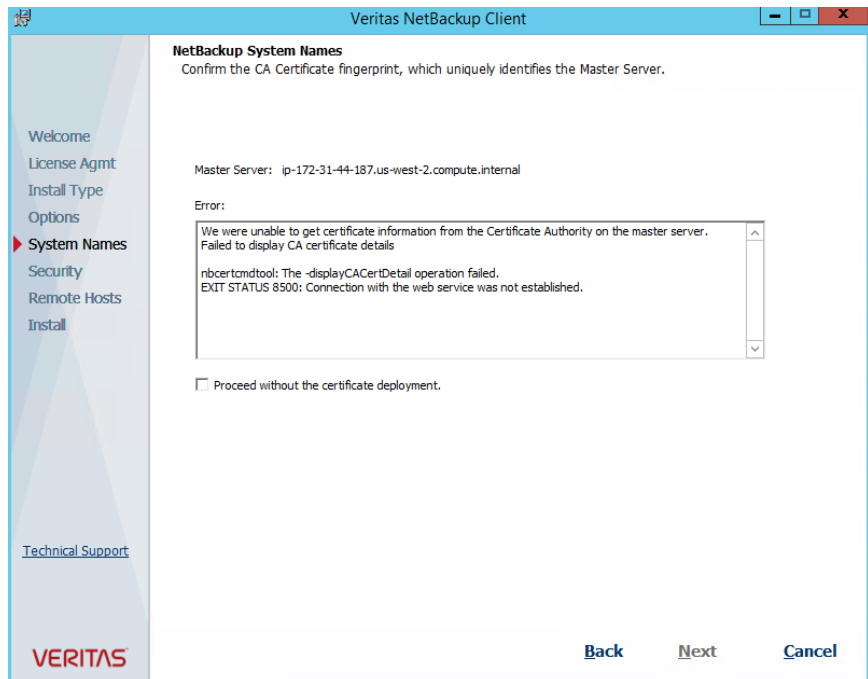 Veritas NetBackup Client
NetBackup System Names
Confirm the CA Certificate fingerprint, which uniquely identifies the Master Server.
Welcome
License Agmt
Install Type
Options
System Names
Security
Remote Hosts
Install
Master Server: ip-172-31-44-187.us-west-2.compute.internal
Error:
We were unable to get certificate information from the Certificate Authority on the master server.
Failed to display CA certificate details
nbcertcmdtool: The -displayCACertDetail operation failed.
EXIT STATUS 8500: Connection with the web service was not established.
Proceed without the certificate deployment.
Technical Support
VERITAS
Back Next Cancel